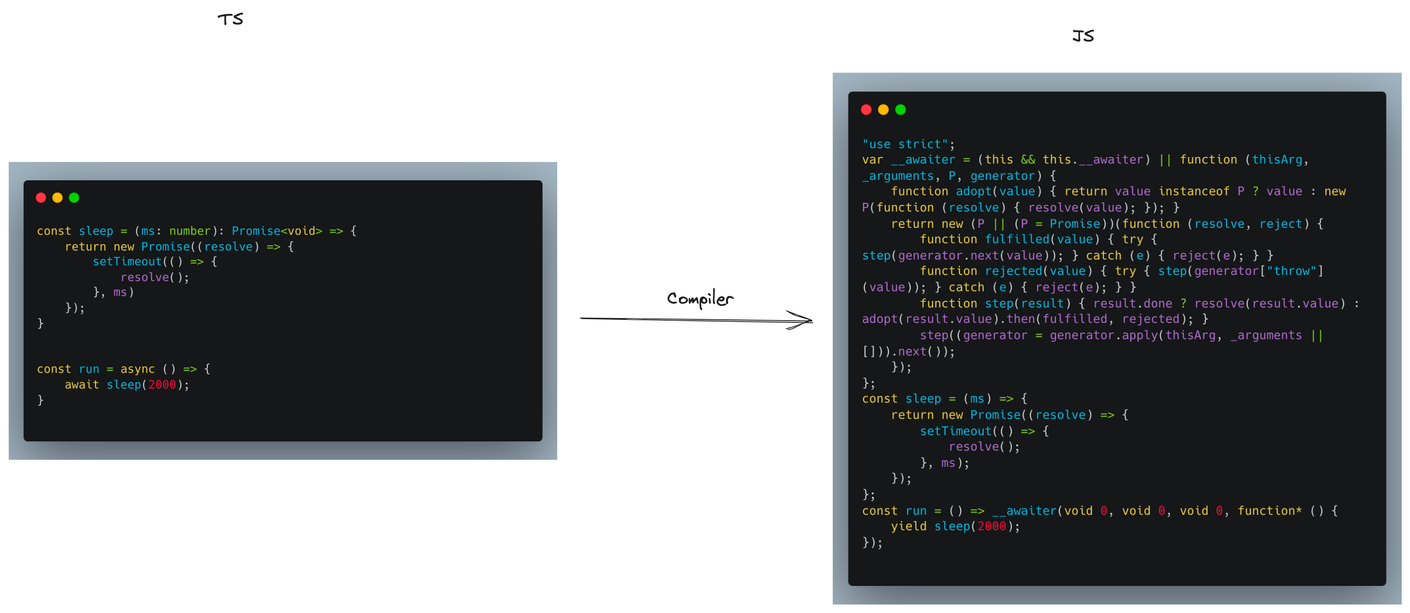 TS
const sleep = (ms: number): Promise<void> => {
    return new Promise((resolve) => {
        setTimeout(() => {
            resolve();
        }, ms)
    });
}
const run = async () => {
    await sleep(2000);
}
Compiler
JS
"use strict";
var __awaiter = (this && this.__awaiter) || function (thisArg,
_arguments, P, generator) {
    function adopt(value) { return value instanceof P ? value : new
P(function (resolve) { resolve(value); }); }
    return new (P || (P = Promise))(function (resolve, reject) {
        function fulfilled(value) { try {
step(generator.next(value)); } catch (e) { reject(e); } }
        function rejected(value) { try { step(generator["throw"]
(value)); } catch (e) { reject(e); } }
        function step(result) { result.done ? resolve(result.value) :
adopt(result.value).then(fulfilled, rejected); }
        step((generator = generator.apply(thisArg, _arguments ||
[])).next());
    });
};
const sleep = (ms) => {
    return new Promise((resolve) => {
        setTimeout(() => {
            resolve();
        }, ms);
    });
};
const run = () => __awaiter(void 0, void 0, void 0, function* () {
    yield sleep(2000);
});